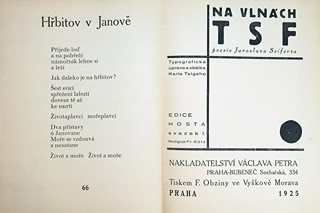 Hřbitov v Janově
Přijede loď
a na pobřeží
námořník lehne si
a leží
Jak daleko je na hřbitov?
Šest svící
spřežení labutí
doveze tě až
ke smrti
Životaplavci mořeplavci
Dva přístavy
ó Janovane
Moře se vzdouvá
a neustane
Život a moře Život a moře
66
NA VLNÁCH
TSF
poesie Jaroslava Seiferta
Typografická
úprava a obálka
Karla Teigeho
EDICE
HOSTA
svazek I.
NAKLADATELSTVÍ VÁCLAVA PETRA
PRAHA-BUBENEČ Sochařská, 334
Tiskem F. Obziny ve Vyškově Morava
PRAHA 1925